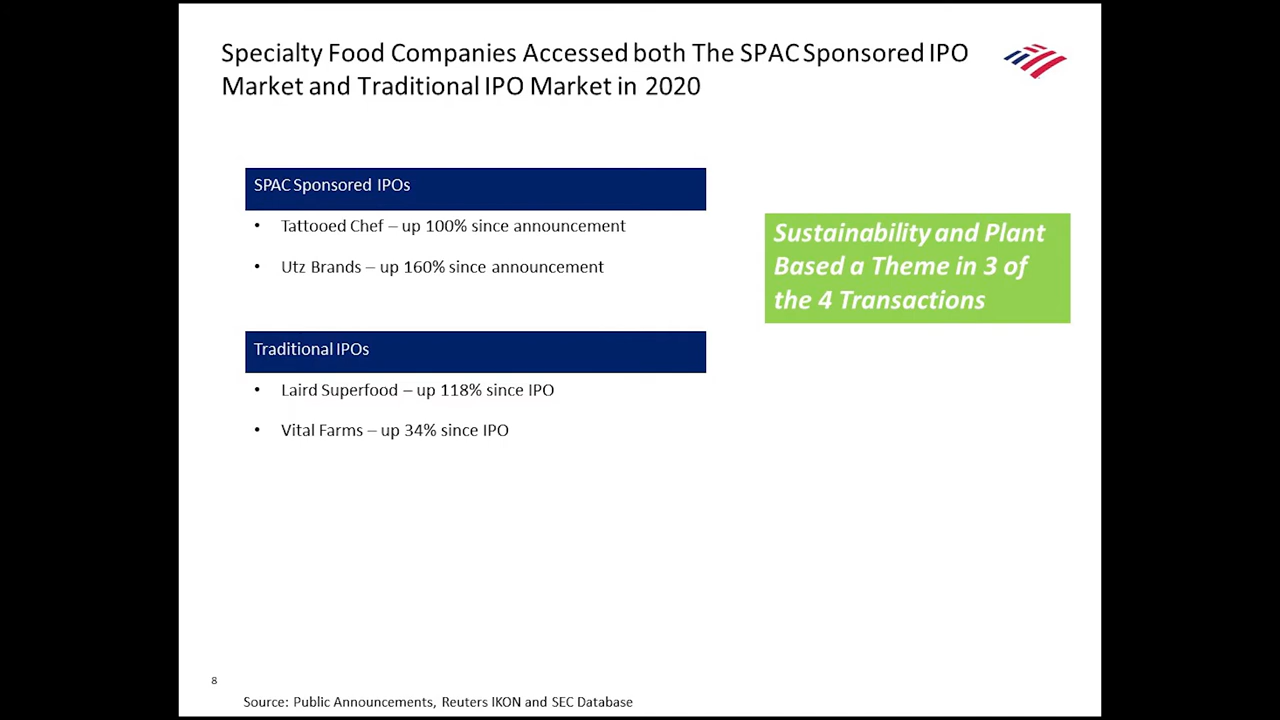 Specialty Food Companies Accessed both The SPAC Sponsored IPO
Market and Traditional IPO Market in 2020
SPAC Sponsored IPOs
• Tattooed Chef – up 100% since announcement
• Utz Brands – up 160% since announcement
Sustainability and Plant
Based a Theme in 3 of
the 4 Transactions
Traditional IPOs
• Laird Superfood – up 118% since IPO
• Vital Farms – up 34% since IPO
8
Source: Public Announcements, Reuters IKON and SEC Database